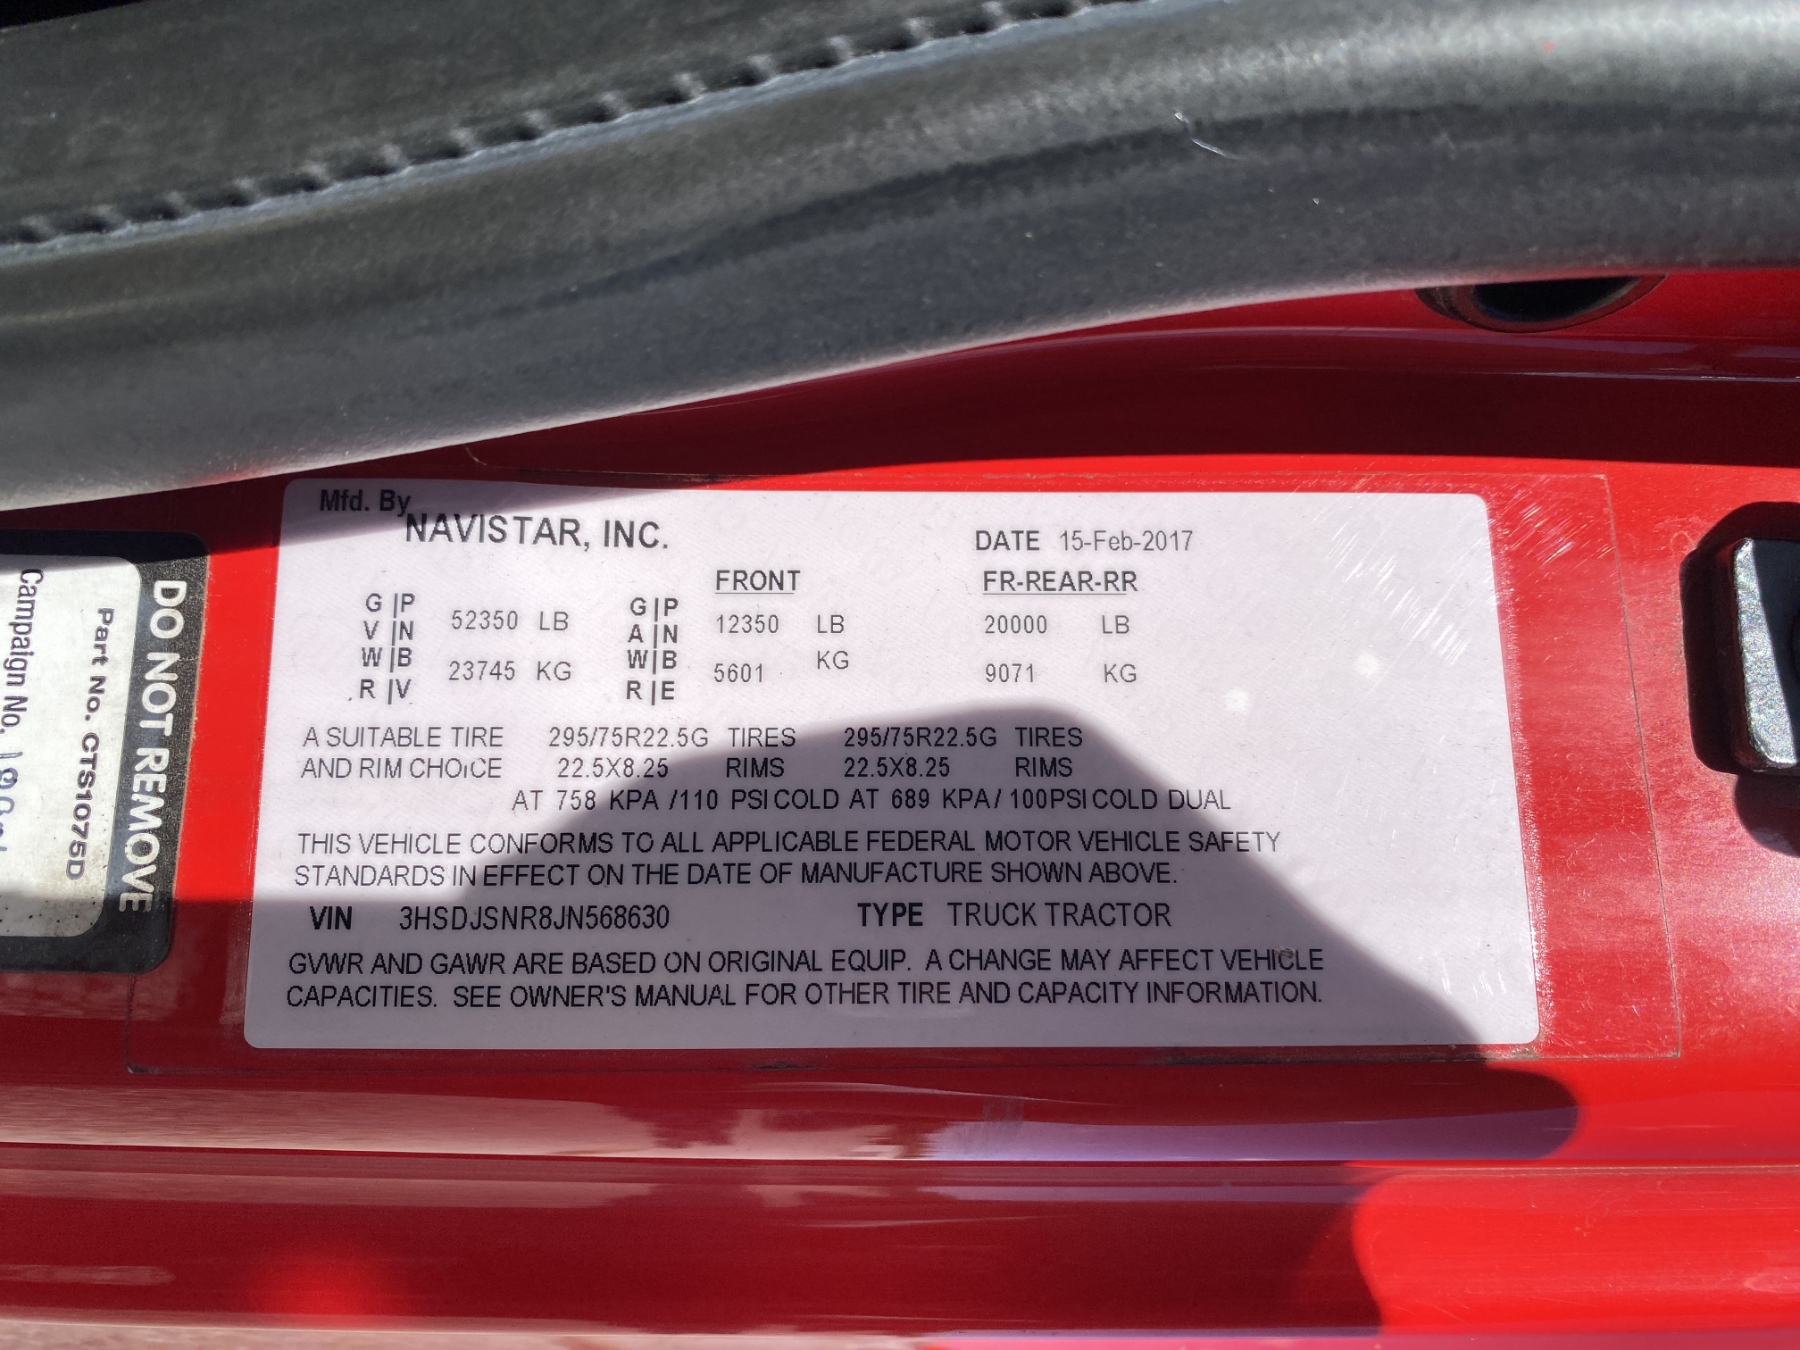 Mfd. By
NAVISTAR, INC.
DATE 15-Feb-2017
FRONT
FR-REAR-RR
G|P
V|N
W|B
R|V
52350 LB
23745 KG
G|P
A|N
W|B
R|E
12350 LB
5601 KG
20000 LB
9071 KG
A SUITABLE TIRE 295/75R22.5G TIRES 295/75R22.5G TIRES
AND RIM CHOICE 22.5X8.25 RIMS 22.5X8.25 RIMS
AT 758 KPA /110 PSI COLD AT 689 KPA/ 100PSI COLD DUAL
THIS VEHICLE CONFORMS TO ALL APPLICABLE FEDERAL MOTOR VEHICLE SAFETY
STANDARDS IN EFFECT ON THE DATE OF MANUFACTURE SHOWN ABOVE.
VIN 3HSDJSNR8JN568630 TYPE TRUCK TRACTOR
GVWR AND GAWR ARE BASED ON ORIGINAL EQUIP. A CHANGE MAY AFFECT VEHICLE
CAPACITIES. SEE OWNER'S MANUAL FOR OTHER TIRE AND CAPACITY INFORMATION.
DO NOT REMOVE
Part No. CTS1075D
Campaign No.